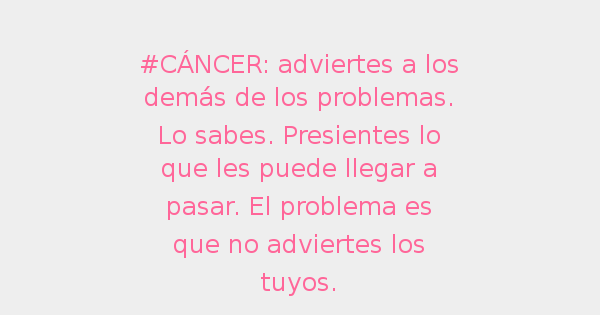 #CÁNCER: adviertes a los
demás de los problemas.
Lo sabes. Presientes lo
que les puede llegar a
pasar. El problema es
que no adviertes los
tuyos.